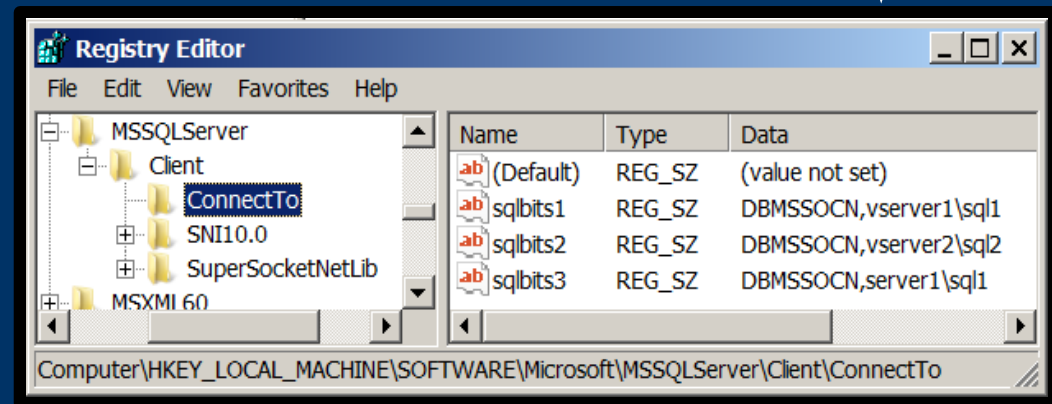 Registry Editor
File Edit View Favorites Help
MSSQLServer
Client
ConnectTo
SNI10.0
SuperSocketNetLib
MSXML60
Name Type Data
(Default) REG_SZ (value not set)
sqlbits1 REG_SZ DBMSSOCN,vserver1\sql1
sqlbits2 REG_SZ DBMSSOCN,vserver2\sql2
sqlbits3 REG_SZ DBMSSOCN,server1\sql1
Computer\HKEY_LOCAL_MACHINE\SOFTWARE\Microsoft\MSSQLServer\Client\ConnectTo